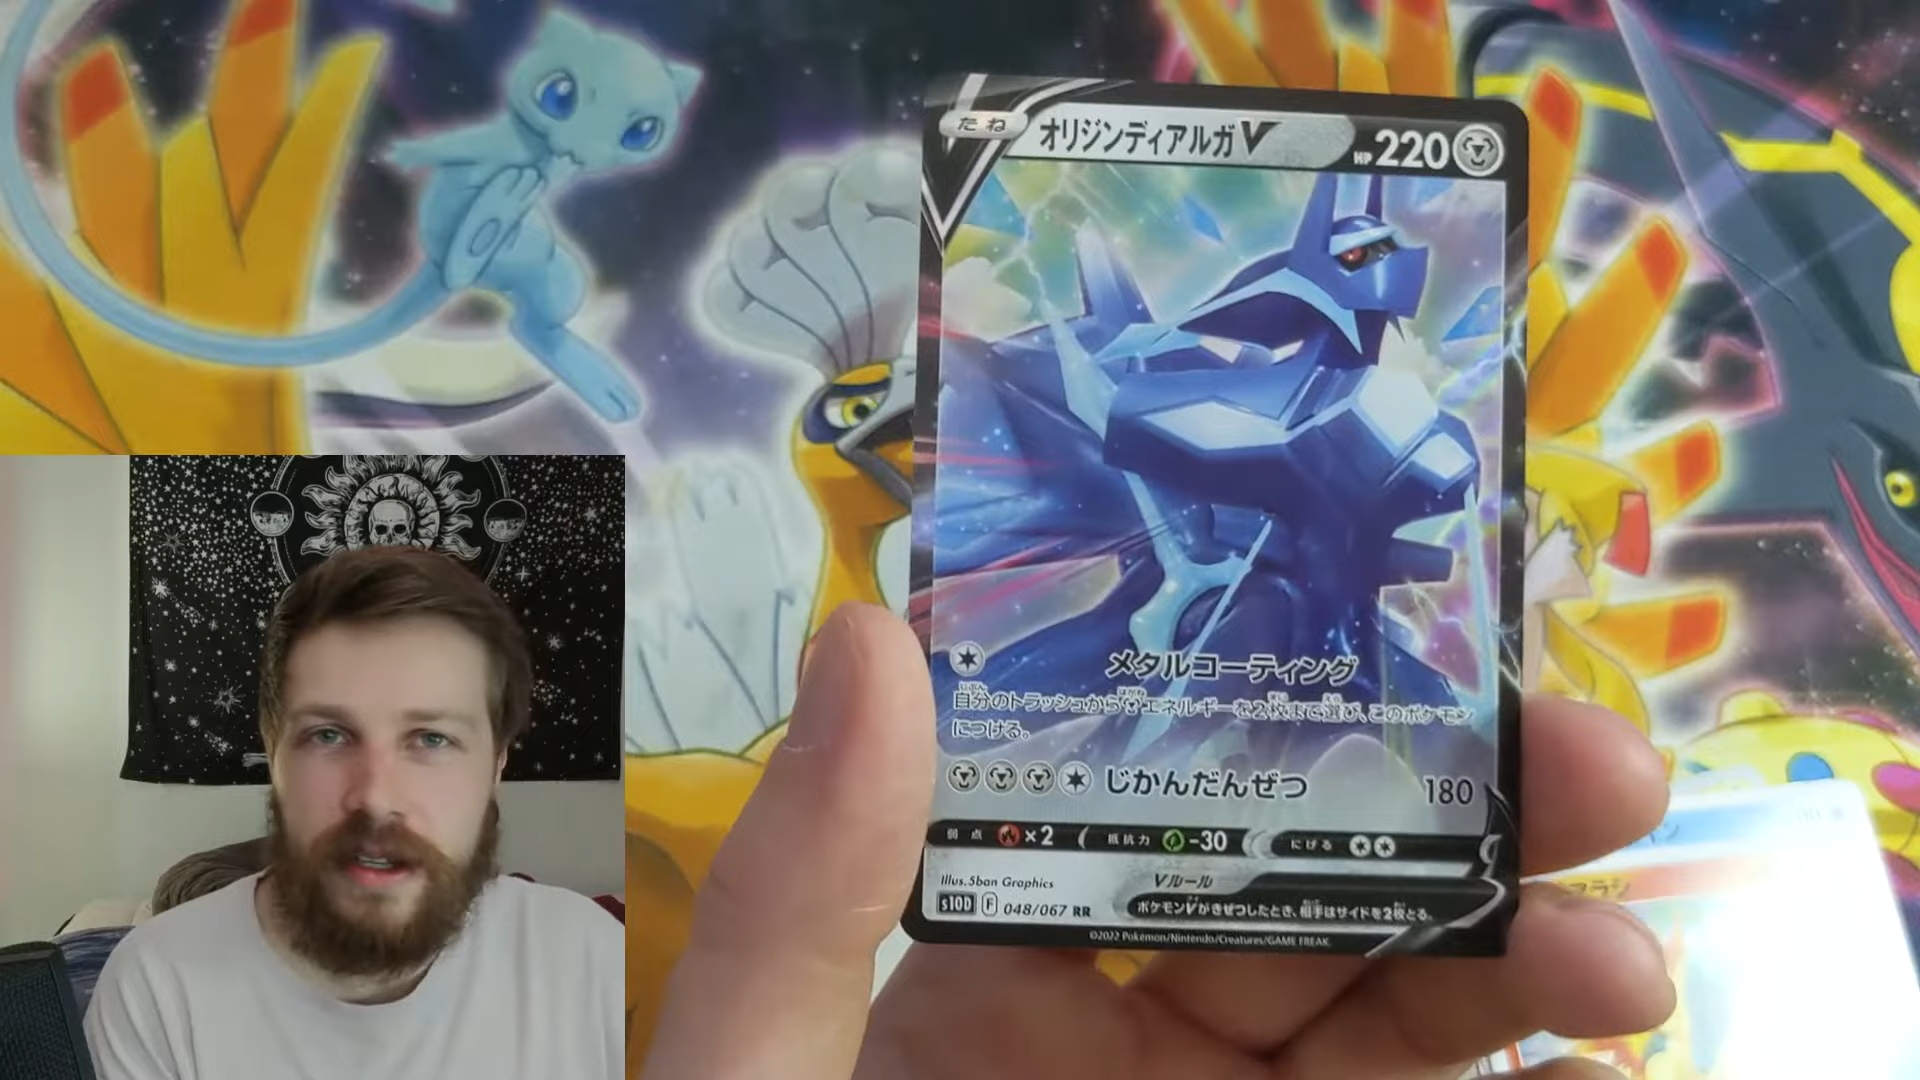 たね オリジンディアルガV HP 220
メタルコーティング
自分のトラッシュからエネルギーを2枚まで選び、このポケモン
につける。
じかんだんぜつ 180
弱点 ×2 抵抗力 -30 にげる
Illus. 5ban Graphics
Vルール
s10D F 048/067 RR
ポケモンVがきぜつしたとき、相手はサイドを2枚とる。
©2022 Pokémon/Nintendo/Creatures/GAME FREAK.